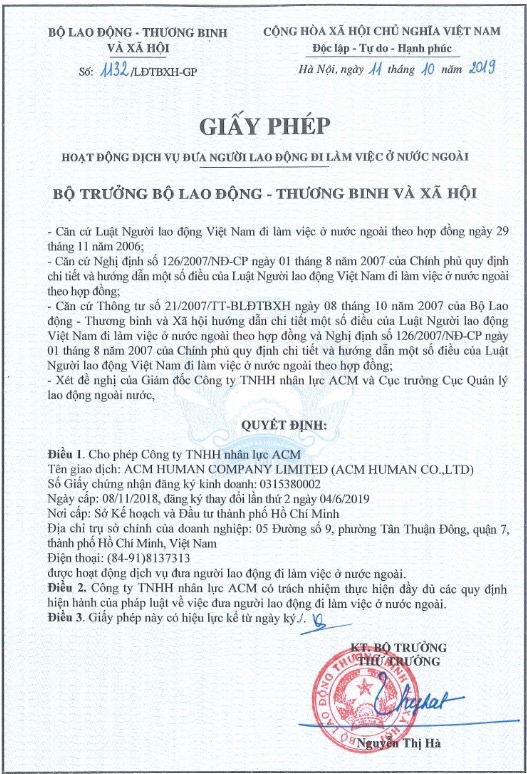 BỘ LAO ĐỘNG - THƯƠNG BINH
VÀ XÃ HỘI
Số: 1132/LĐTBXH-GP
CỘNG HÒA XÃ HỘI CHỦ NGHĨA VIỆT NAM
Độc lập - Tự do - Hạnh phúc
Hà Nội, ngày 11 tháng 10 năm 2019
GIẤY PHÉP
HOẠT ĐỘNG DỊCH VỤ ĐƯA NGƯỜI LAO ĐỘNG ĐI LÀM VIỆC Ở NƯỚC NGOÀI
BỘ TRƯỞNG BỘ LAO ĐỘNG - THƯƠNG BINH VÀ XÃ HỘI
- Căn cứ Luật Người lao động Việt Nam đi làm việc ở nước ngoài theo hợp đồng ngày 29
tháng 11 năm 2006;
- Căn cứ Nghị định số 126/2007/NĐ-CP ngày 01 tháng 8 năm 2007 của Chính phủ quy định
chi tiết và hướng dẫn một số điều của Luật Người lao động Việt Nam đi làm việc ở nước ngoài
theo hợp đồng;
- Căn cứ Thông tư số 21/2007/TT-BLĐTBXH ngày 08 tháng 10 năm 2007 của Bộ Lao
động - Thương binh và Xã hội hướng dẫn chi tiết một số điều của Luật Người lao động
Việt Nam đi làm việc ở nước ngoài theo hợp đồng và Nghị định số 126/2007/NĐ-CP ngày
01 tháng 8 năm 2007 của Chính phủ quy định chi tiết và hướng dẫn một số điều của Luật
Người lao động Việt Nam đi làm việc ở nước ngoài theo hợp đồng;
- Xét đề nghị của Giám đốc Công ty TNHH nhân lực ACM và Cục trưởng Cục Quản lý
lao động ngoài nước,
QUYẾT ĐỊNH:
Điều 1. Cho phép Công ty TNHH nhân lực ACM
Tên giao dịch: ACM HUMAN COMPANY LIMITED (ACM HUMAN CO.,LTD)
Số Giấy chứng nhận đăng ký kinh doanh: 0315380002
Ngày cấp: 08/11/2018, đăng ký thay đổi lần thứ 2 ngày 04/6/2019
Nơi cấp: Sở Kế hoạch và Đầu tư thành phố Hồ Chí Minh
Địa chỉ trụ sở chính của doanh nghiệp: 05 Đường số 9, phường Tân Thuận Đông, quận 7,
thành phố Hồ Chí Minh, Việt Nam
Điện thoại: (84-91)8137313
được hoạt động dịch vụ đưa người lao động đi làm việc ở nước ngoài.
Điều 2. Công ty TNHH nhân lực ACM có trách nhiệm thực hiện đầy đủ các quy định
hiện hành của pháp luật về việc đưa người lao động đi làm việc ở nước ngoài.
Điều 3. Giấy phép này có hiệu lực kể từ ngày ký./.
KT. BỘ TRƯỞNG
THỨ TRƯỞNG
BỘ LAO ĐỘNG THƯƠNG BINH VÀ XÃ HỘI
Nguyễn Thị Hà